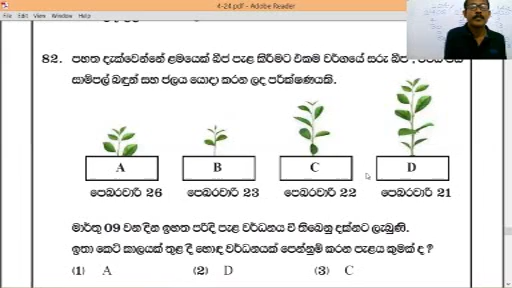 4-24.pdf - Adobe Reader
File Edit View Window Help
82. පහත දැක්වෙන්නේ ළමයෙක් බීජ පැළ කිරීමට එකම වර්ගයේ සරු බීජ ,
සාම්පල් බඳුන් සහ ජලය යොදා කරන ලද පරීක්ෂණයකි.
A B C D
පෙබරවාරි 26 පෙබරවාරි 23 පෙබරවාරි 22 පෙබරවාරි 21
මාර්තු 09 වන දින ඉහත පරිදි පැළ වර්ධනය වී තිබෙනු දක්නට ලැබුණි.
ඉතා කෙටි කාලයක් තුළ දී හොඳ වර්ධනයක් පෙන්නුම් කරන පැළය කුමක් ද ?
(1) A (2) D (3) C